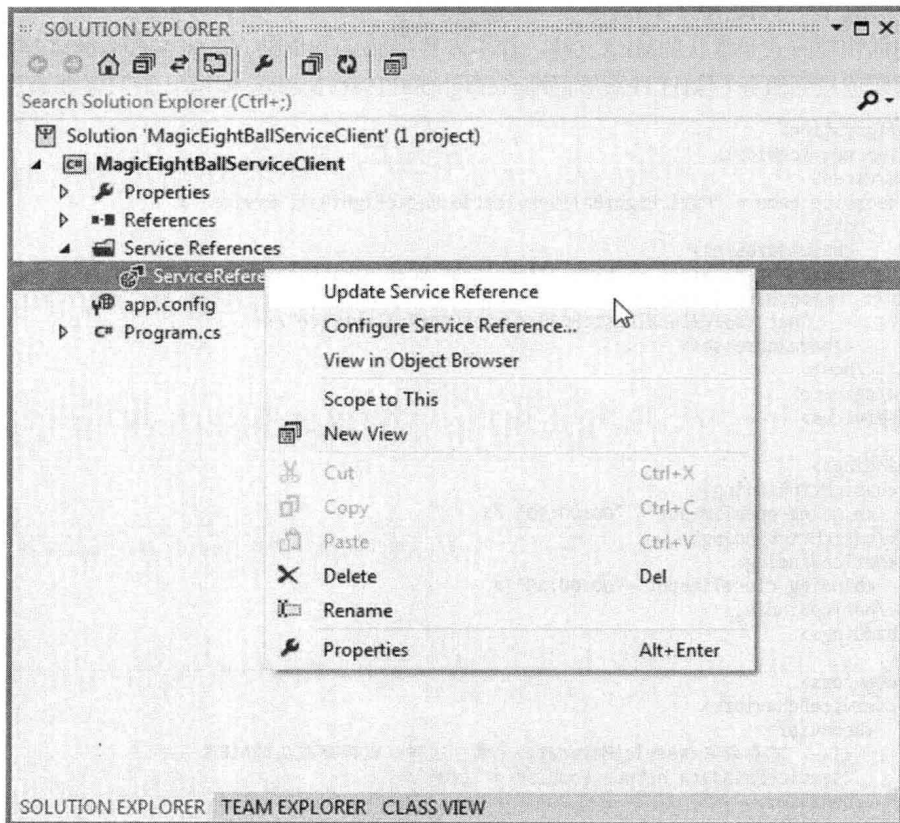 SOLUTION EXPLORER
Search Solution Explorer (Ctrl+;)
Solution 'MagicEightBallServiceClient' (1 project)
C# MagicEightBallServiceClient
Properties
References
Service References
ServiceRefere
app.config
C# Program.cs
Update Service Reference
Configure Service Reference...
View in Object Browser
Scope to This
New View
Cut Ctrl+X
Copy Ctrl+C
Paste Ctrl+V
Delete Del
Rename
Properties Alt+Enter
SOLUTION EXPLORER TEAM EXPLORER CLASS VIEW